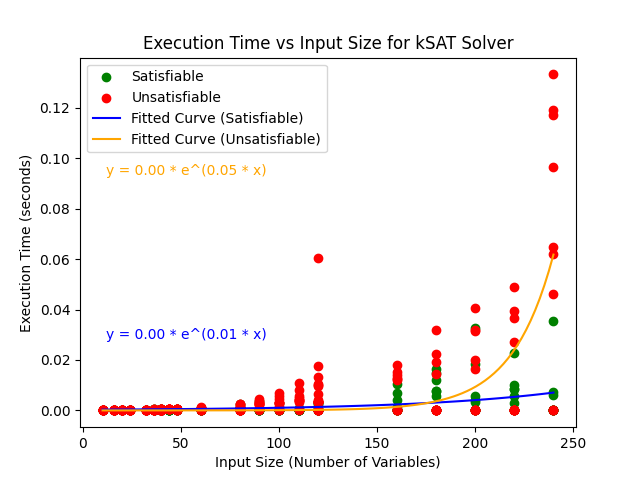 Execution Time vs Input Size for kSAT Solver
Satisfiable
Unsatisfiable
Fitted Curve (Satisfiable)
Fitted Curve (Unsatisfiable)
y = 0.00 * e^(0.05 * x)
y = 0.00 * e^(0.01 * x)
Execution Time (seconds)
0.12
0.10
0.08
0.06
0.04
0.02
0.00
0 50 100 150 200 250
Input Size (Number of Variables)